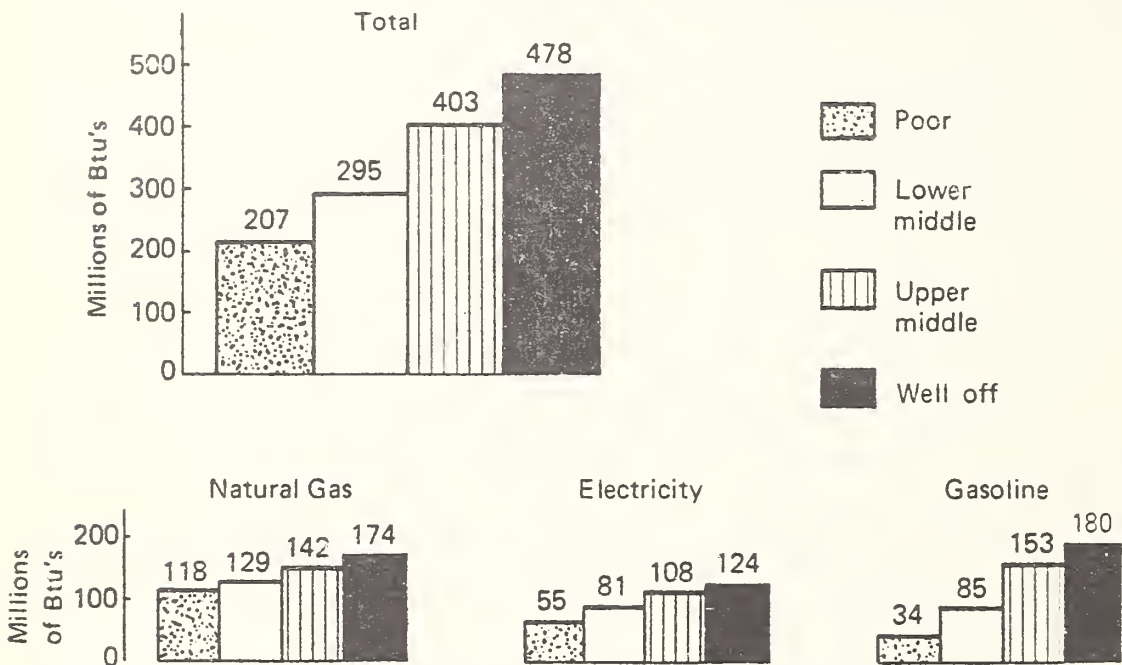 Total
Millions of Btu's
500
400
300
200
100
0
207
295
403
478
Poor
Lower
middle
Upper
middle
Well off
Natural Gas
Electricity
Gasoline
Millions
of Btu's
200
100
0
118
129
142
174
55
81
108
124
34
85
153
180